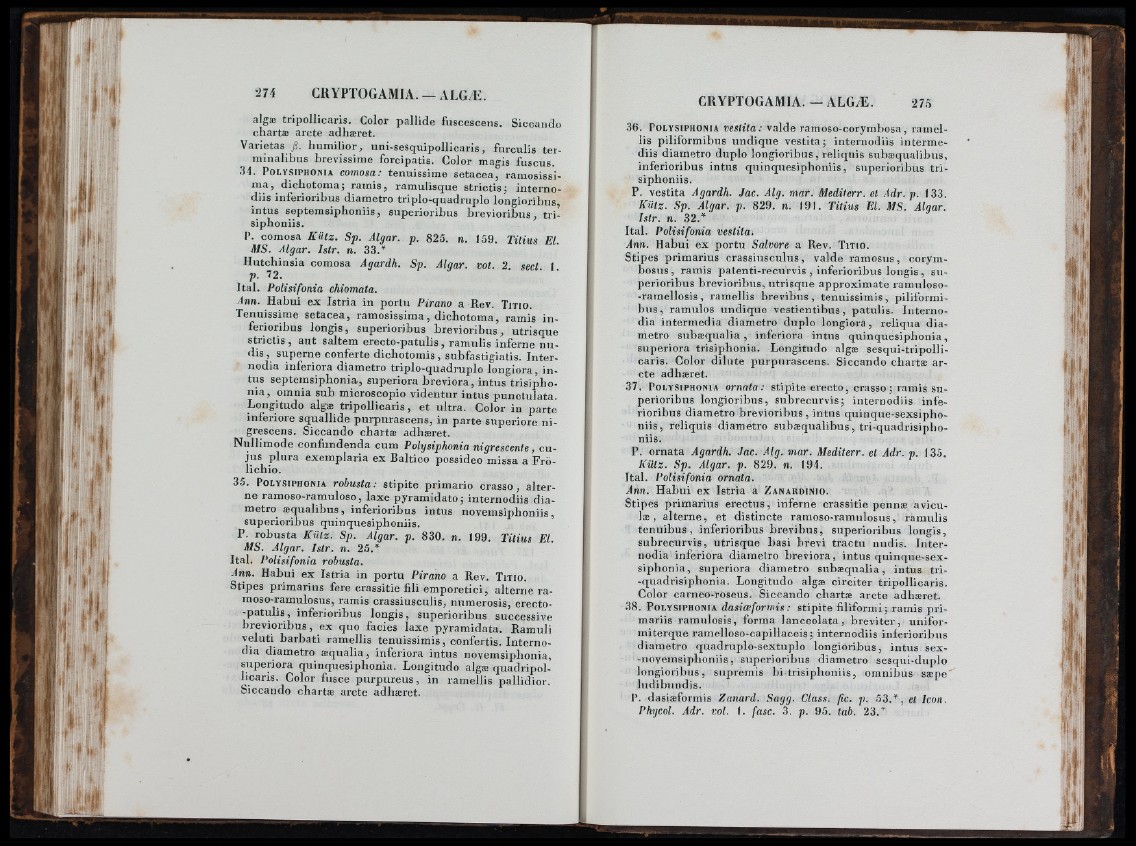 274 CRYPTOGAMIA. — ALGÆ.
algæ tripollicaris. Color pallide fuscescens. Siccando
chartæ arcte adhæret.
Varietas β. humilior, uni-sesquipollicaris, furculis ter-
minalibus brevissime forcipatis. Color magis fuscus.
34. POLYSIPHONIA comosa: tenuissime setacea, ramosissi-
ma, dichotoma; ramis, ramulisque strictis; interno-
diis inferioribus diametro triplo-quadruplo longioribus,
intus septemsiphoniis, superioribus brevioribus, tri-
siphoniis.
P. comosa Kütz. Sp. Algar. p. 825. n. 159. Titius El.
MS. Algar. Istr. n. 33.*
Hutchinsia comosa Agardh. Sp. Algar. vol. 2. sect. 1.
p. 72.
Ital. Polisifonia chiomata.
Ann. Habui ex Istria in portu Pirano a Rev. TITIO.
Tenuissime setacea, ramosissima, dichotoma, ramis in-
ferioribus longis, superioribus brevioribus, utrisque
strictis, aut saltem erecto-patulis, ramulis inferne nu-
dis, superne conferte dichotomis, subfastigiatis. Inter-
nodia inferiora diametro triplo-quadruplo longiora, in-
tus septemsiphonia, superiora breviora, intus trisipho-
nia, omnia sub microscopio videntur intus punctulata.
Longitudo algæ tripollicaris, et ultra. Color in parte
inferiore squallide purpurascens, in parte superiore ni-
grescens. Siccando chartæ adhæret.
Nullimode confundenda cum Polysiphonia nigrescente, cu-
jus plura exemplaria ex Baltico possideo missa a Frö-
lichio.
35. POLYSIPHONIA robusta: stipite primario crasso, alter-
ne ramoso-ramuloso, laxe pyramidato; internodiis dia-
metro æqualibus, inferioribus intus novemsiphoniis,
superioribus quinquesiphoniis.
P. robusta Kütz. Sp. Algar. p. 830. n. 199. Titius El.
MS. Algar. Istr. n. 25.*
Ital. Polisifonia robusta.
Ann. Habui ex Istria in portu Pirano a Rev. TITIO.
Stipes primarius fere crassitie fili emporetici, alterne ra-
moso-ramulosus, ramis crassiusculis, numerosis, erecto-
-patulis, inferioribus longis, superioribus successive
brevioribus, ex quo facies laxe pyramidata. Ramuli
veluti barbati ramellis tenuissimis, confertis. Interno-
dia diametro æqualia, inferiora intus novemsiphonia,
superiora quinquesiphonia. Longitudo algæ quadripol-
licaris. Color fusce purpureus, in ramellis pallidior.
Siccando chartæ arcte adhæret.
CRYPTOGAMIA. — ALGÆ. 275
36. POLYSIPHONIA vestita: valde ramoso-corymbosa, ramel-
lis piliformibus undique vestita; internodiis interme-
diis diametro duplo longioribus, reliquis subæqualibus,
inferioribus intus quinquesiphoniis, superioribus tri-
siphoniis.
P. vestita Agardh. Jac. Alg. mar. Mediterr. et Adr. p. 133.
Kütz. Sp. Algar. p. 829. n. 191. Titius El. MS. Algar.
Istr. n. 32.*
Ital. Polisifonia vestita.
Ann. Habui ex portu Salvore a Rev. TITIO.
Stipes primarius crassiusculus, valde ramosus, corym-
bosus, ramis patenti-recurvis, inferioribus longis, su-
perioribus brevioribus, utrisque approximate ramuloso-
-ramellosis, ramellis brevibus, tenuissimis, piliformi-
bus, ramulos undique vestientibus, patulis. Interno-
dia intermedia diametro duplo longiora, reliqua dia-
metro subæqualia, inferiora intus quinquesiphonia,
superiora trisiphonia. Longitudo algæ sesqui-tripolli-
caris. Color dilute purpurascens. Siccando chartæ ar-
cte adhæret.
37. POLYSIPHONIA ornata: stipite erecto, crasso; ramis su-
perioribus longioribus, subrecurvis; internodiis infe-
rioribus diametro brevioribus, intus quinque-sexsipho-
niis, reliquis diametro subæqualibus, tri-quadrisipho-
niis.
P. ornata Agardh. Jac. Alg. mar. Mediterr. et Adr. p. 135.
Kütz. Sp. Algar. p. 829. n. 194.
Ital. Polisifonia ornata.
Ann. Habui ex Istria a ZANARDINIO.
Stipes primarius erectus, inferne crassitie pennæ avicu-
læ, alterne, et distincte ramoso-ramulosus, ramulis
tenuibus, inferioribus brevibus, superioribus longis,
subrecurvis, utrisque basi brevi tractu nudis. Inter-
nodia inferiora diametro breviora, intus quinque-sex-
siphonia, superiora diametro subæqualia, intus tri-
-quadrisiphonia. Longitudo algæ circiter tripollicaris.
Color carneo-roseus. Siccando chartæ arcte adhæret.
38. POLYSIPHONIA dasiæformis: stipite filiformi; ramis pri-
mariis ramulosis, forma lanceolata, breviter, unifor-
miterque ramelloso-capillaceis; internodiis inferioribus
diametro quadruplo-sextuplo longioribus, intus sex-
-novemsiphoniis, superioribus diametro sesqui-duplo
longioribus, supremis bi-trisiphoniis, omnibus sæpe
ludibundis.
P. dasiæformis Zanard. Sagg. Class. fic. p. 53.*, et Icon.
Phycol. Adr. vol. 1. fasc. 3. p. 95. tab. 23.*